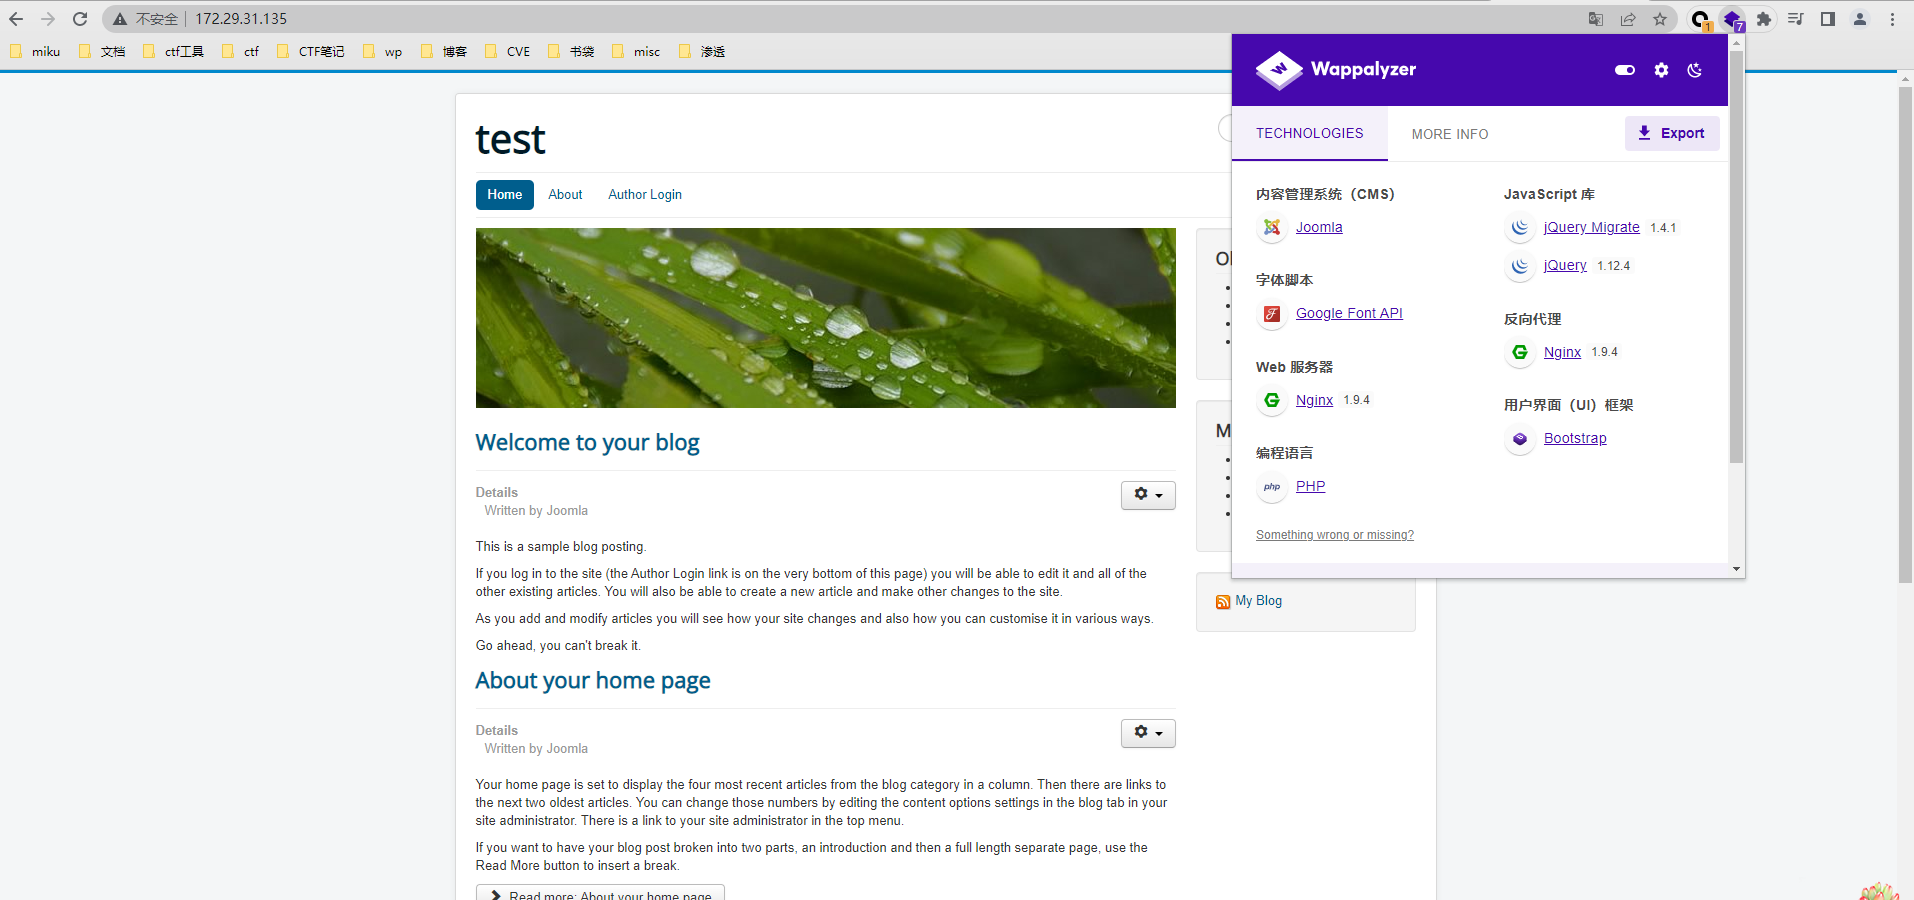 不安全 172.29.31.135
1
7
miku 文档 ctf工具 ctf CTF笔记 wp 博客 CVE 书袋 misc 渗透
test
Home About Author Login
Welcome to your blog
Details
Written by Joomla
This is a sample blog posting.
If you log in to the site (the Author Login link is on the very bottom of this page) you will be able to edit it and all of the
other existing articles. You will also be able to create a new article and make other changes to the site.
As you add and modify articles you will see how your site changes and also how you can customise it in various ways.
Go ahead, you can't break it.
About your home page
Details
Written by Joomla
Your home page is set to display the four most recent articles from the blog category in a column. Then there are links to
the next two oldest articles. You can change those numbers by editing the content options settings in the blog tab in your
site administrator. There is a link to your site administrator in the top menu.
If you want to have your blog post broken into two parts, an introduction and then a full length separate page, use the
Read More button to insert a break.
Read more: About your home page
My Blog
Wappalyzer
TECHNOLOGIES MORE INFO Export
内容管理系统（CMS）
Joomla
字体脚本
Google Font API
Web 服务器
Nginx 1.9.4
编程语言
php PHP
JavaScript 库
jQuery Migrate 1.4.1
jQuery 1.12.4
反向代理
Nginx 1.9.4
用户界面（UI）框架
Bootstrap
Something wrong or missing?